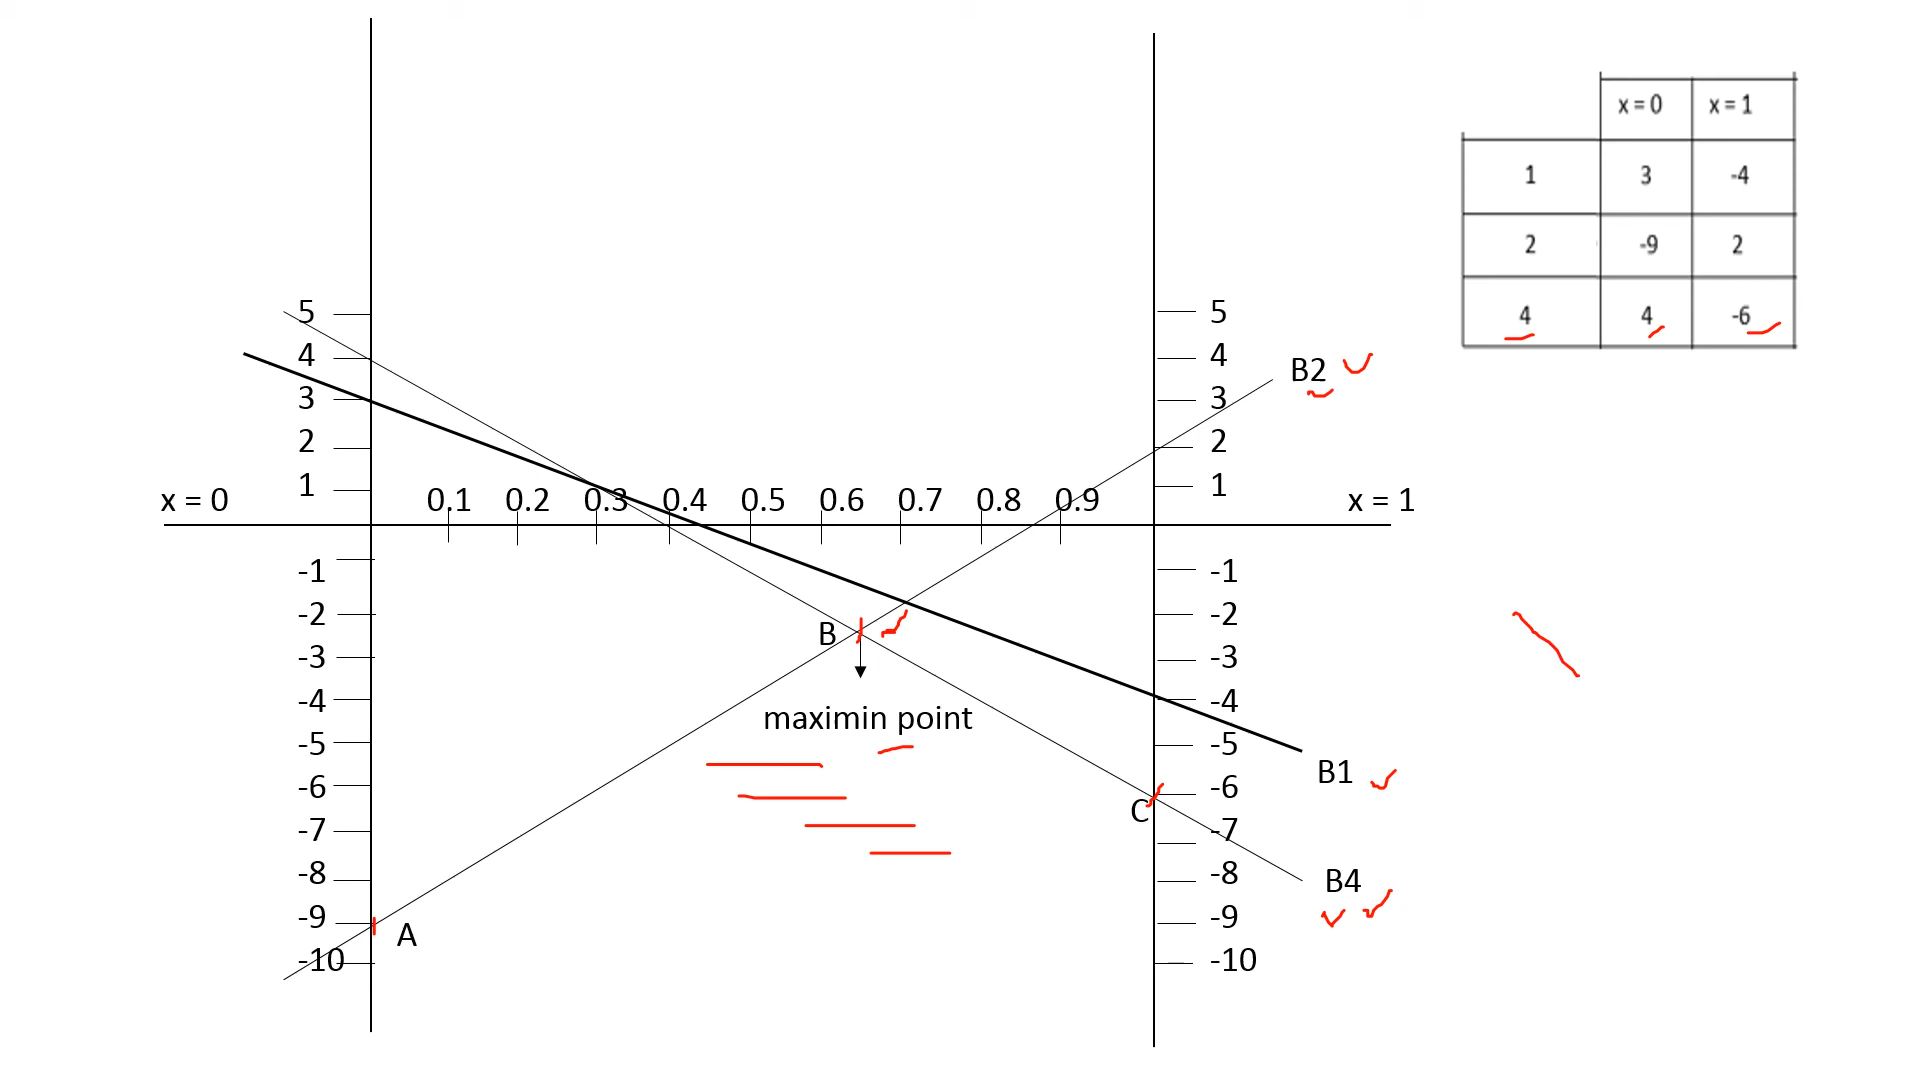 x = 0 x = 1
1 3 -4
2 -9 2
4 4 -6
5 5
4 4
B2
3 3
2 2
1 1
x = 0 0.1 0.2 0.3 0.4 0.5 0.6 0.7 0.8 0.9 x = 1
-1 -1
-2 -2
B
-3 -3
-4 -4
maximin point
-5 -5
B1
-6 -6
C
-7 -7
-8 -8
B4
-9 -9
A
-10 -10